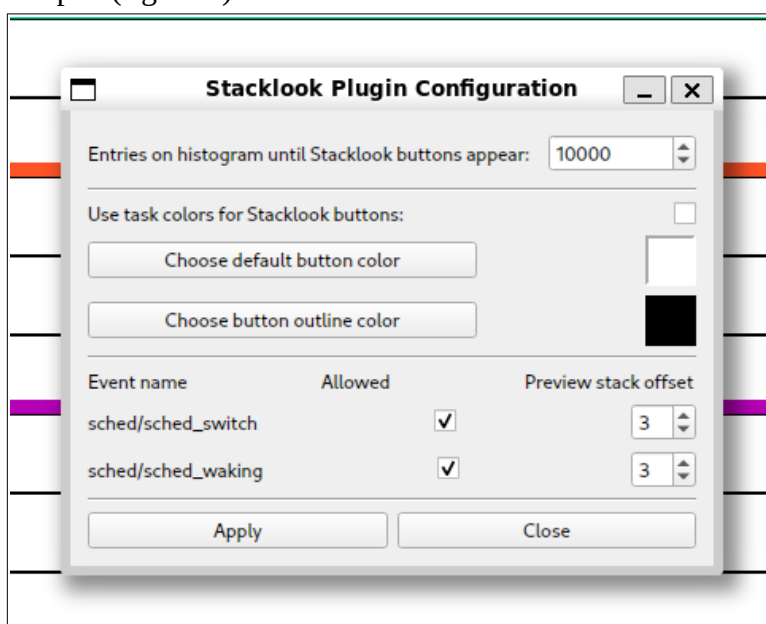 Stacklook Plugin Configuration
Entries on histogram until Stacklook buttons appear: 10000
Use task colors for Stacklook buttons:
Choose default button color
Choose button outline color
Event name Allowed Preview stack offset
sched/sched_switch 3
sched/sched_waking 3
Apply Close